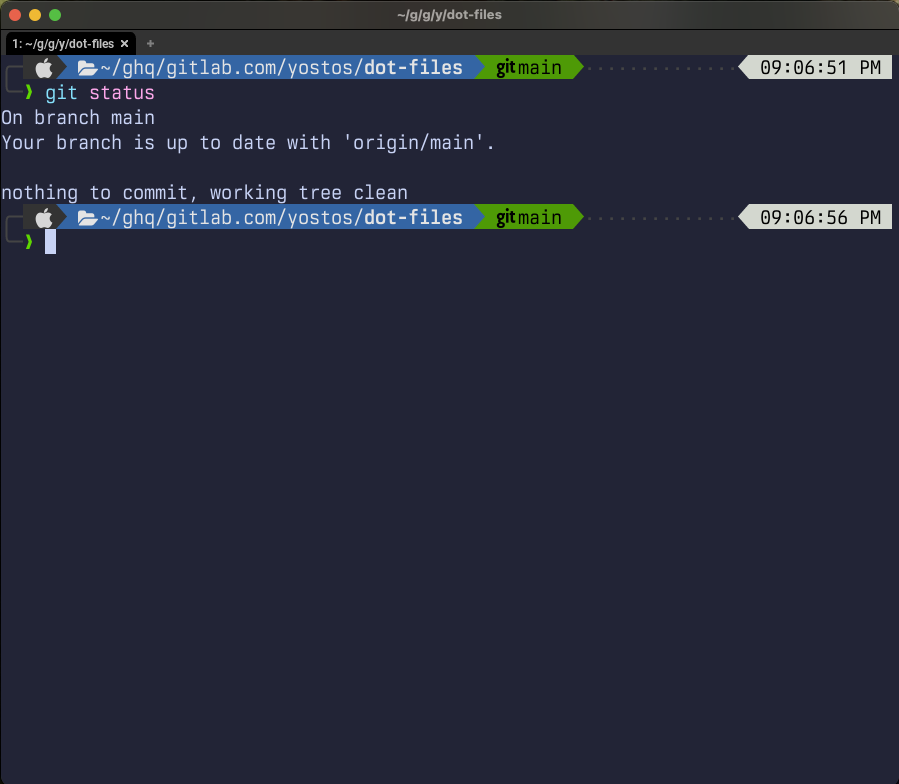 ~/g/g/y/dot-files
1: ~/g/g/y/dot-files × +
~/ghq/gitlab.com/yostos/dot-files git main 09:06:51 PM
❯ git status
On branch main
Your branch is up to date with 'origin/main'.
nothing to commit, working tree clean
~/ghq/gitlab.com/yostos/dot-files git main 09:06:56 PM
❯